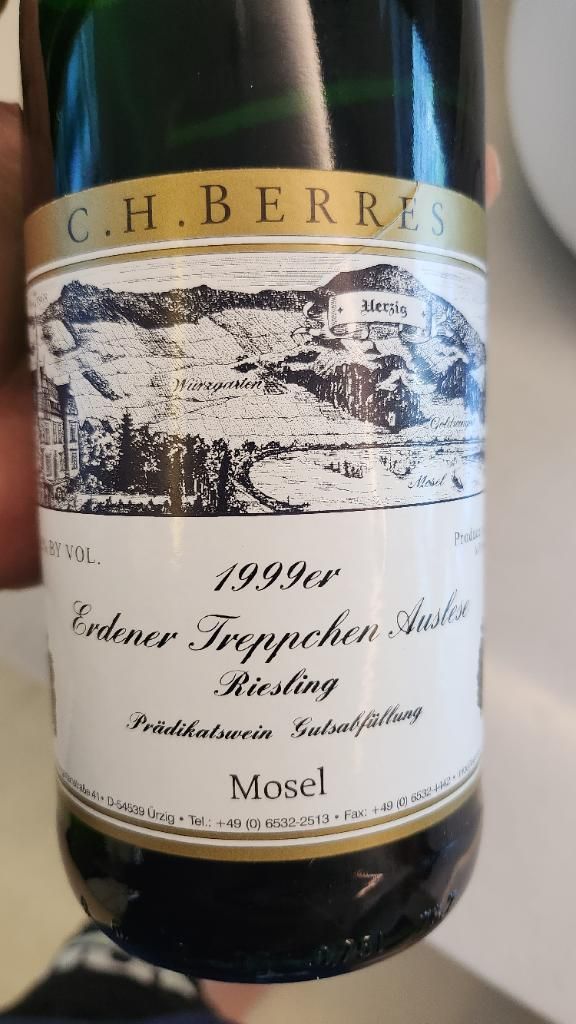 C.H.BERRES
Uerzig
Würzgarten
Mosel
BY VOL.
1999er
Erdener Treppchen Auslese
Riesling
Prädikatswein Gutsabfüllung
Mosel
41 • D-54539 Ürzig • Tel.: +49 (0) 6532-2513 • Fax: +49 (0) 6532-